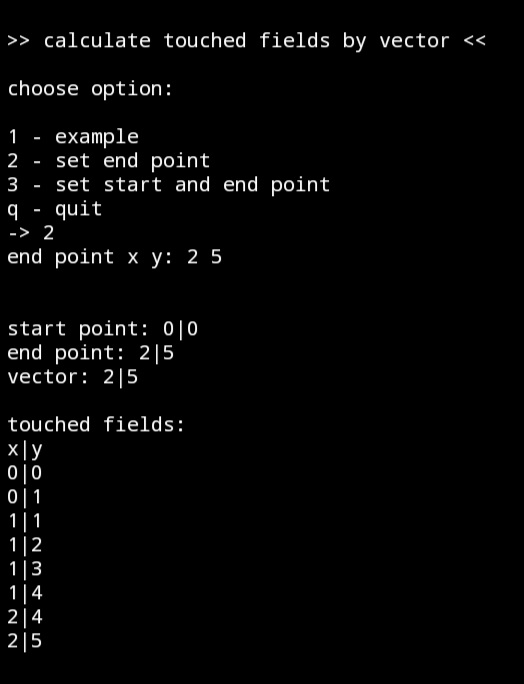 >> calculate touched fields by vector <<
choose option:
1 - example
2 - set end point
3 - set start and end point
q - quit
-> 2
end point x y: 2 5
start point: 0|0
end point: 2|5
vector: 2|5
touched fields:
x|y
0|0
0|1
1|1
1|2
1|3
1|4
2|4
2|5